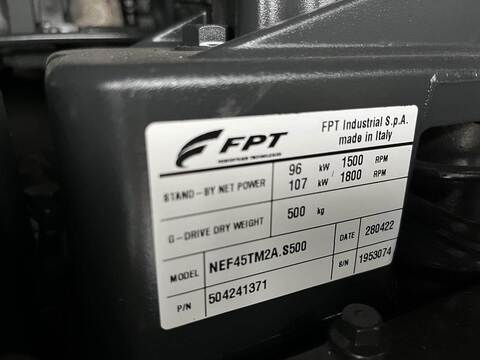 FPT
FPT Industrial S.p.A.
made in Italy
STAND-BY NET POWER
96 kW 1500 RPM
107 kW 1800 RPM
G-DRIVE DRY WEIGHT 500 kg
MODEL NEF45TM2A.S500 DATE 280422
P/N 504241371 S/N 1953074